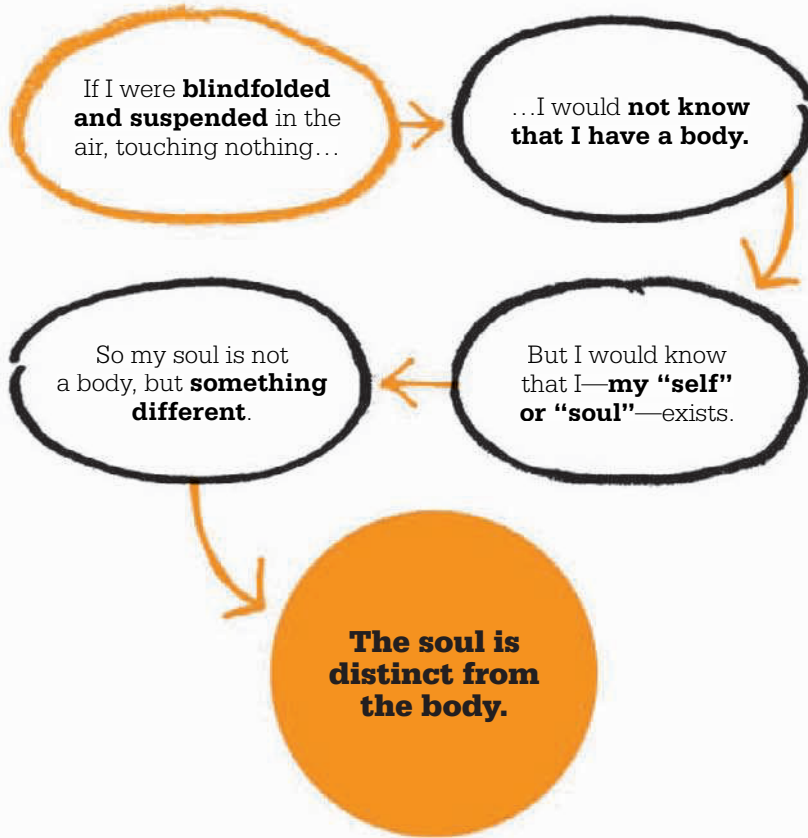 If I were blindfolded
and suspended in the
air, touching nothing…
…I would not know
that I have a body.
But I would know
that I—my “self”
or “soul”—exists.
So my soul is not
a body, but something
different.
The soul is
distinct from
the body.